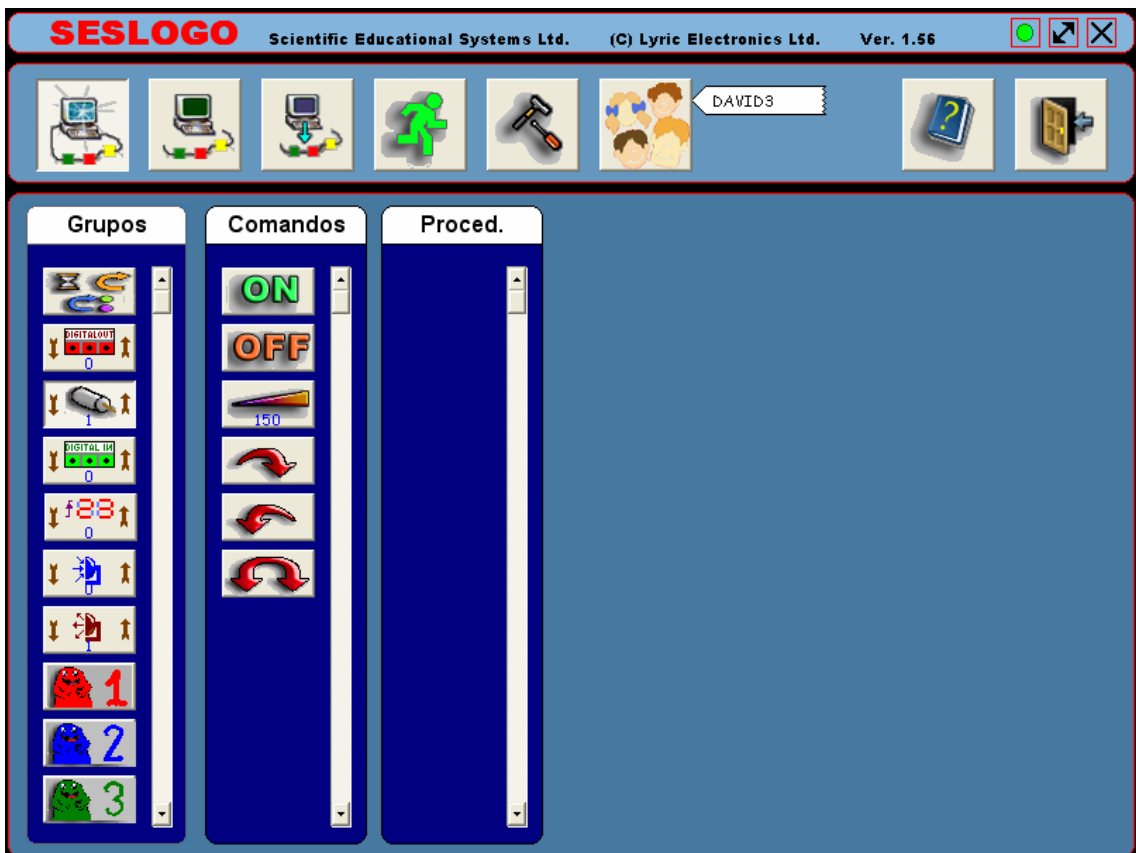 SESLOGO Scientific Educational Systems Ltd. (C) Lyric Electronics Ltd. Ver. 1.56
DAVID3
Grupos Comandos Proced.
ON
DIGITALOUT
0
OFF
1
150
DIGITAL IN
0
88
0
0
1
1
2
3